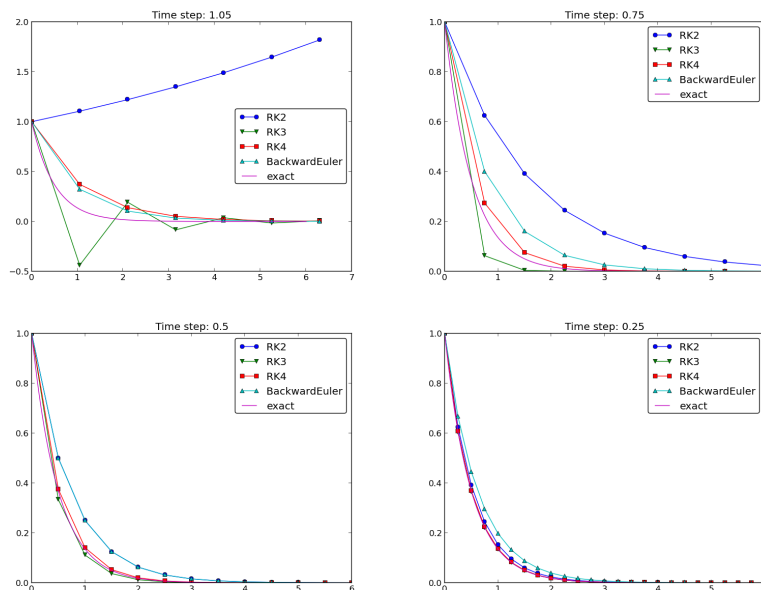 Time step: 1.05
2.0
1.5
1.0
0.5
0.0
−0.5
0
1
2
3
4
5
6
7
RK2
RK3
RK4
BackwardEuler
exact
Time step: 0.75
1.0
0.8
0.6
0.4
0.2
0.0
0
1
2
3
4
5
RK2
RK3
RK4
BackwardEuler
exact
Time step: 0.5
1.0
0.8
0.6
0.4
0.2
0.0
0
1
2
3
4
5
6
RK2
RK3
RK4
BackwardEuler
exact
Time step: 0.25
1.0
0.8
0.6
0.4
0.2
0.0
0
1
2
3
4
5
RK2
RK3
RK4
BackwardEuler
exact